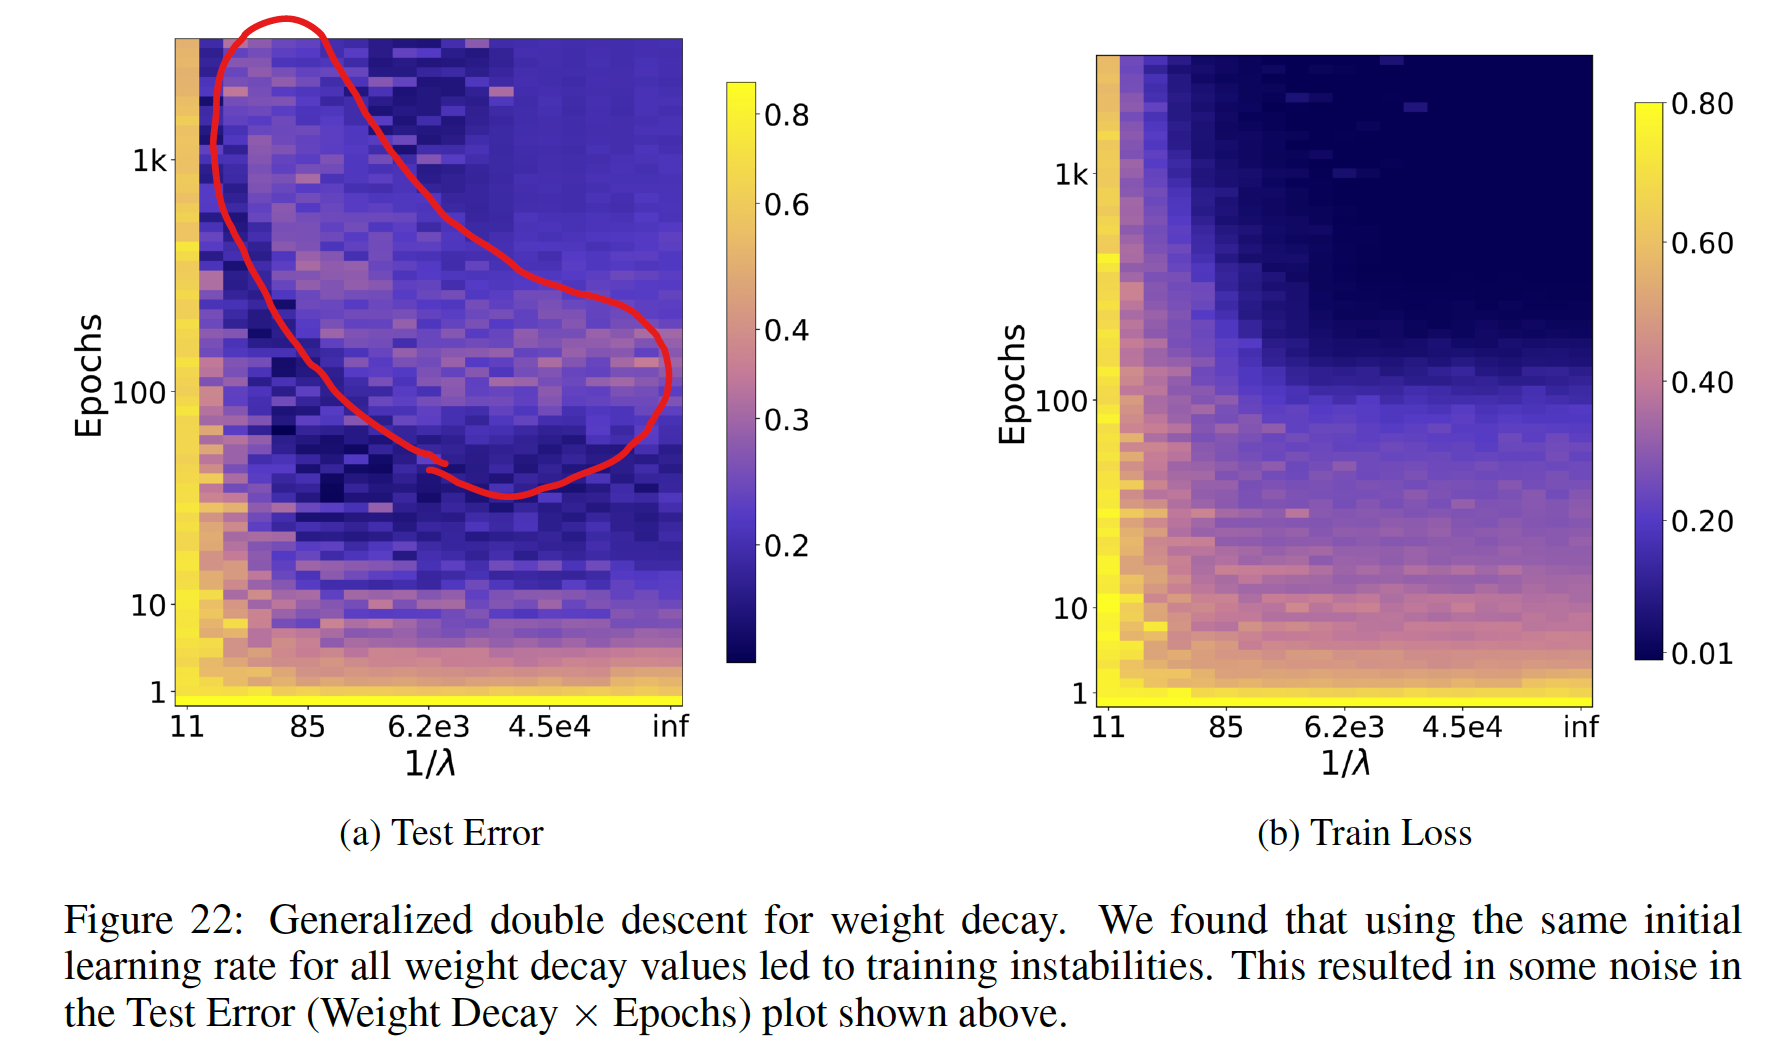 Epochs
1k
100
10
1
11
85
6.2e3
4.5e4
inf
1/λ
0.8
0.6
0.4
0.3
0.2
(a) Test Error
Epochs
1k
100
10
1
11
85
6.2e3
4.5e4
inf
1/λ
0.80
0.60
0.40
0.20
0.01
(b) Train Loss
Figure 22: Generalized double descent for weight decay. We found that using the same initial
learning rate for all weight decay values led to training instabilities. This resulted in some noise in
the Test Error (Weight Decay × Epochs) plot shown above.